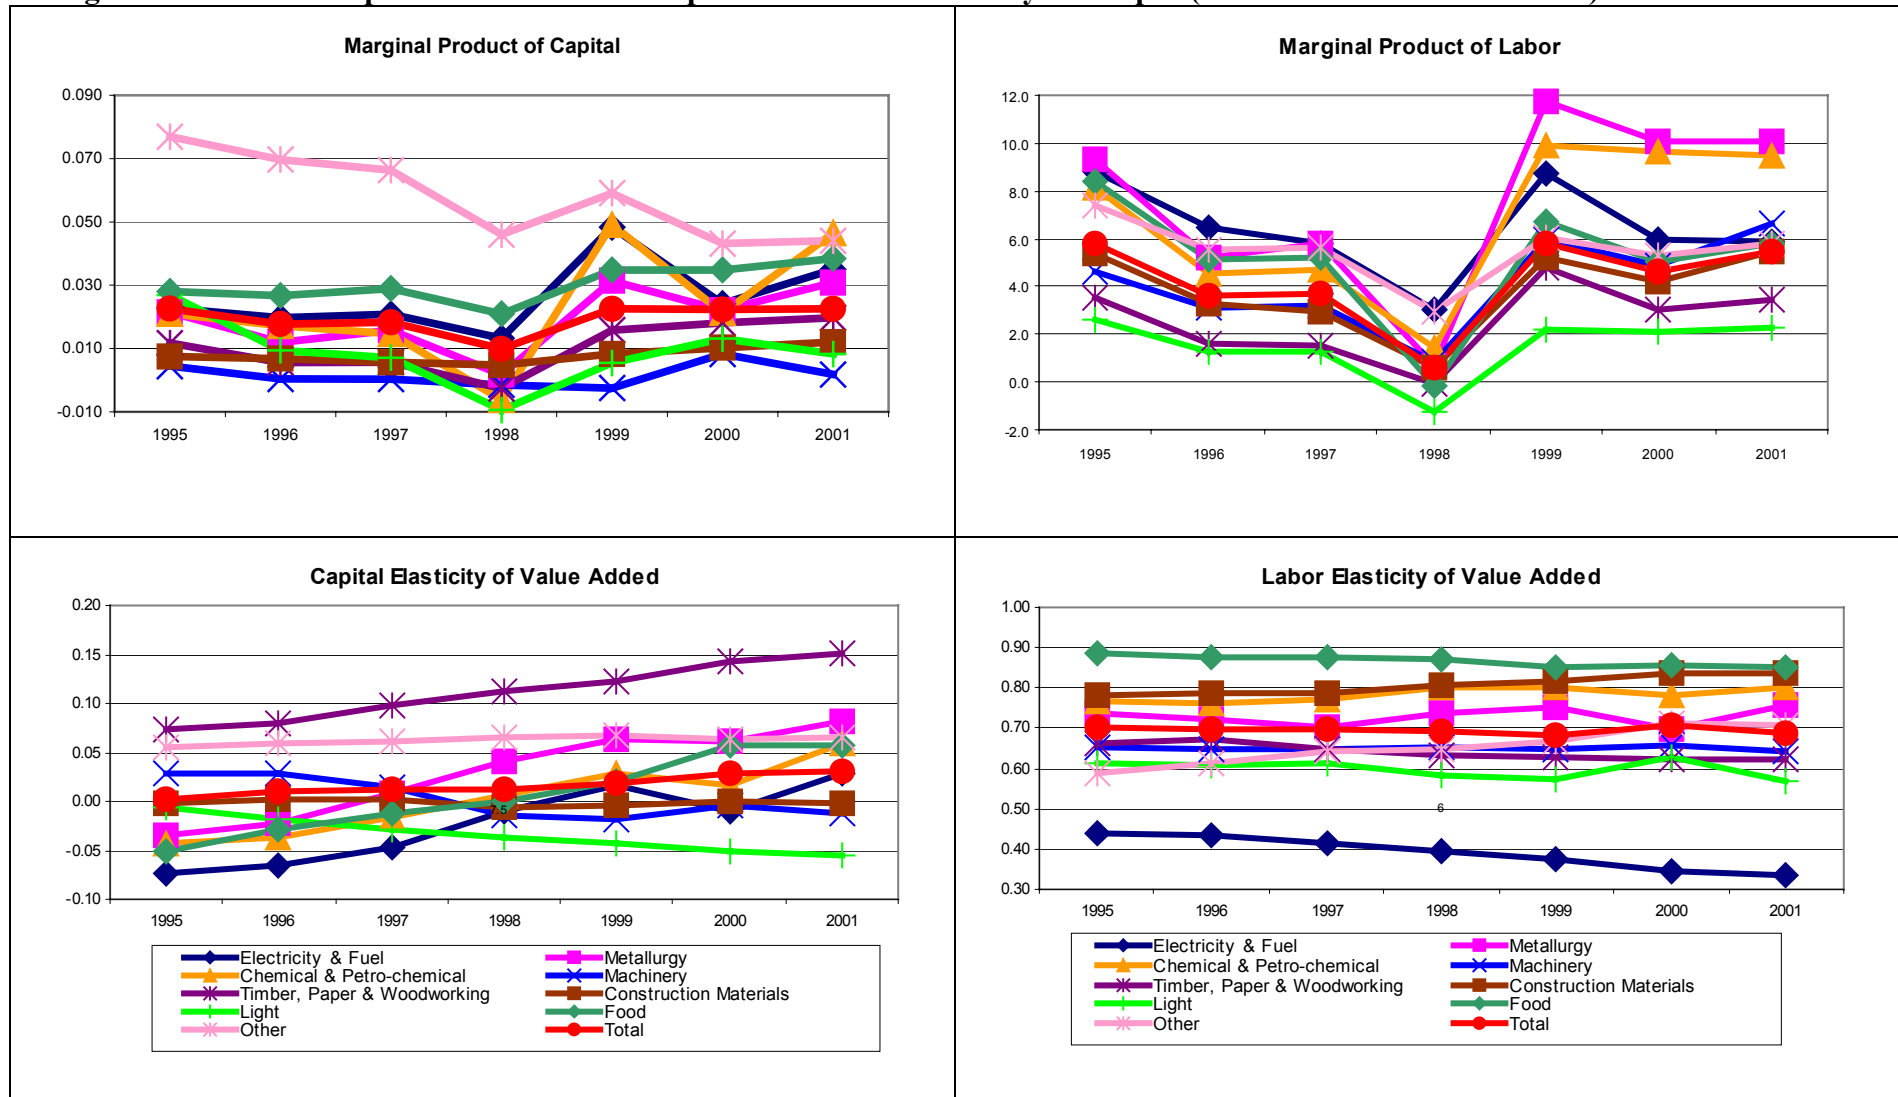 Marginal Product of Capital
0.090
0.070
0.050
0.030
0.010
-0.010
1995 1996 1997 1998 1999 2000 2001
Marginal Product of Labor
12.0
10.0
8.0
6.0
4.0
2.0
0.0
-2.0
1995 1996 1997 1998 1999 2000 2001
Capital Elasticity of Value Added
0.20
0.15
0.10
0.05
0.00
-0.05
-0.10
7.5
1995 1996 1997 1998 1999 2000 2001
Electricity & Fuel Metallurgy
Chemical & Petro-chemical Machinery
Timber, Paper & Woodworking Construction Materials
Light Food
Other Total
Labor Elasticity of Value Added
1.00
0.90
0.80
0.70
0.60
0.50
0.40
0.30
6
1995 1996 1997 1998 1999 2000 2001
Electricity & Fuel Metallurgy
Chemical & Petro-chemical Machinery
Timber, Paper & Woodworking Construction Materials
Light Food
Other Total